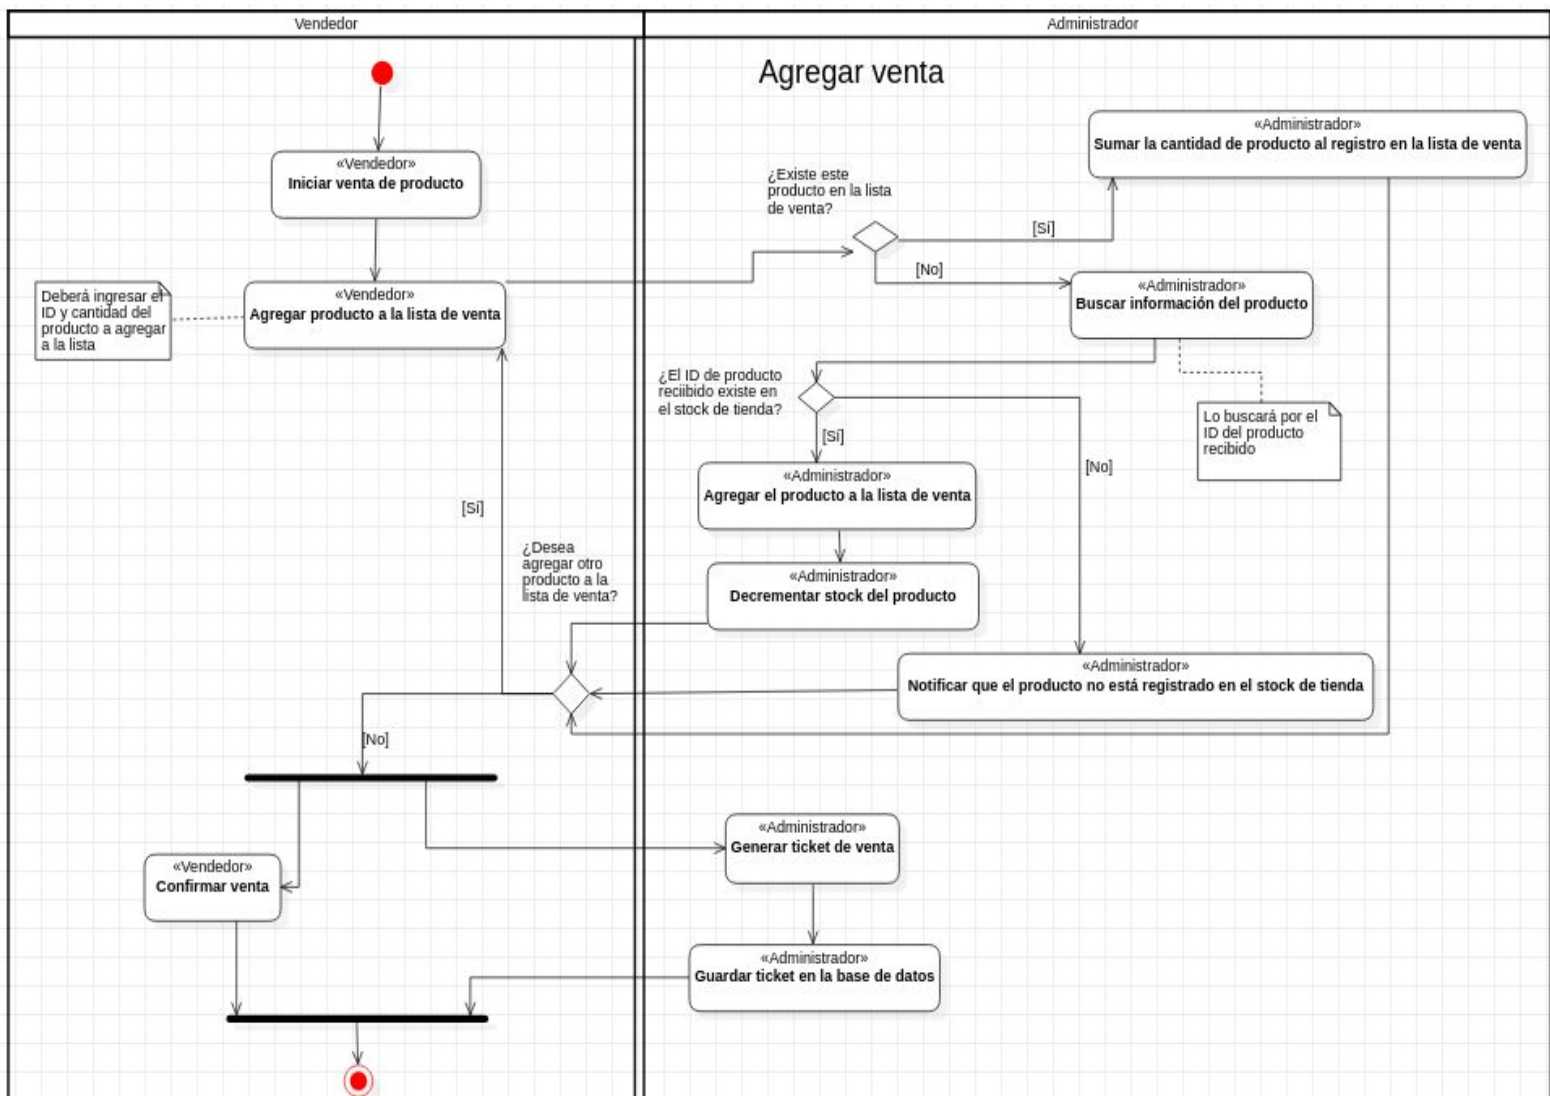 Vendedor
Administrador
Agregar venta
«Vendedor»
Iniciar venta de producto
«Administrador»
Sumar la cantidad de producto al registro en la lista de venta
¿Existe este
producto en la lista
de venta?
[Sí]
[No]
Deberá ingresar el
ID y cantidad del
producto a agregar
a la lista
«Vendedor»
Agregar producto a la lista de venta
«Administrador»
Buscar información del producto
¿El ID de producto
reciibido existe en
el stock de tienda?
[Sí]
[No]
Lo buscará por el
ID del producto
recibido
«Administrador»
Agregar el producto a la lista de venta
[Sí]
¿Desea
agregar otro
producto a la
lista de venta?
«Administrador»
Decrementar stock del producto
«Administrador»
Notificar que el producto no está registrado en el stock de tienda
[No]
«Administrador»
Generar ticket de venta
«Vendedor»
Confirmar venta
«Administrador»
Guardar ticket en la base de datos